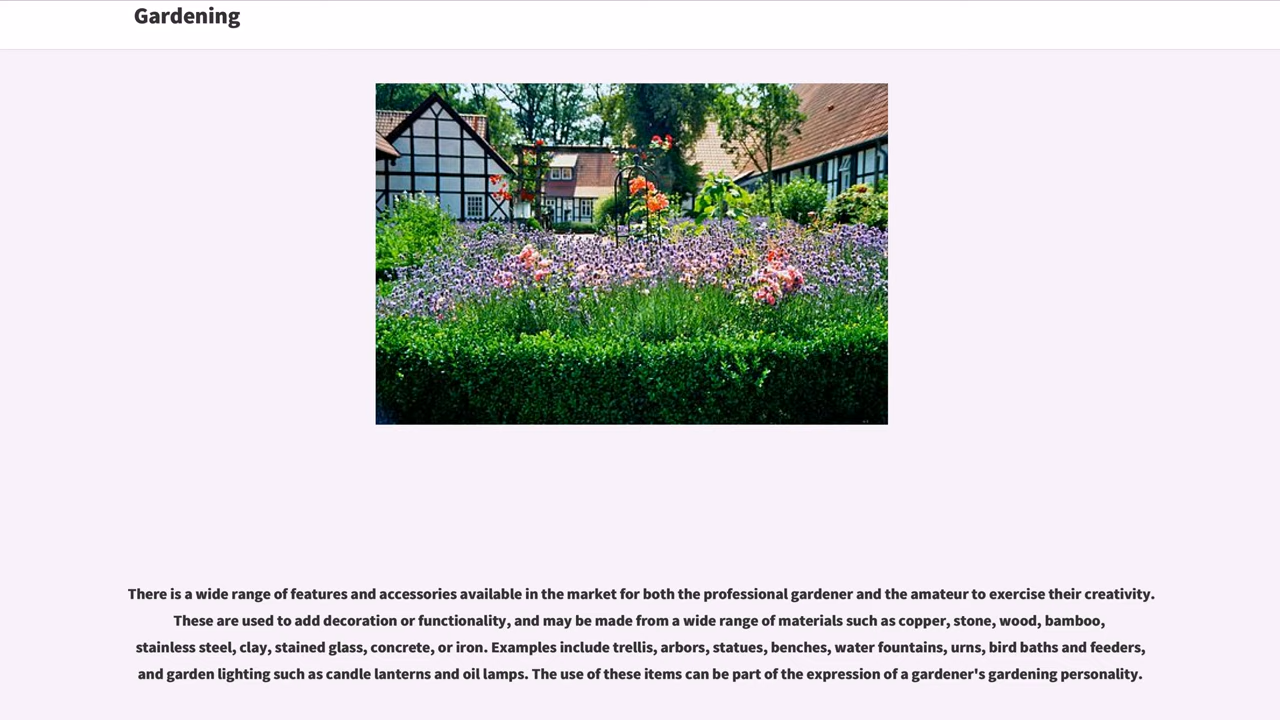 Gardening
There is a wide range of features and accessories available in the market for both the professional gardener and the amateur to exercise their creativity.
These are used to add decoration or functionality, and may be made from a wide range of materials such as copper, stone, wood, bamboo,
stainless steel, clay, stained glass, concrete, or iron. Examples include trellis, arbors, statues, benches, water fountains, urns, bird baths and feeders,
and garden lighting such as candle lanterns and oil lamps. The use of these items can be part of the expression of a gardener's gardening personality.